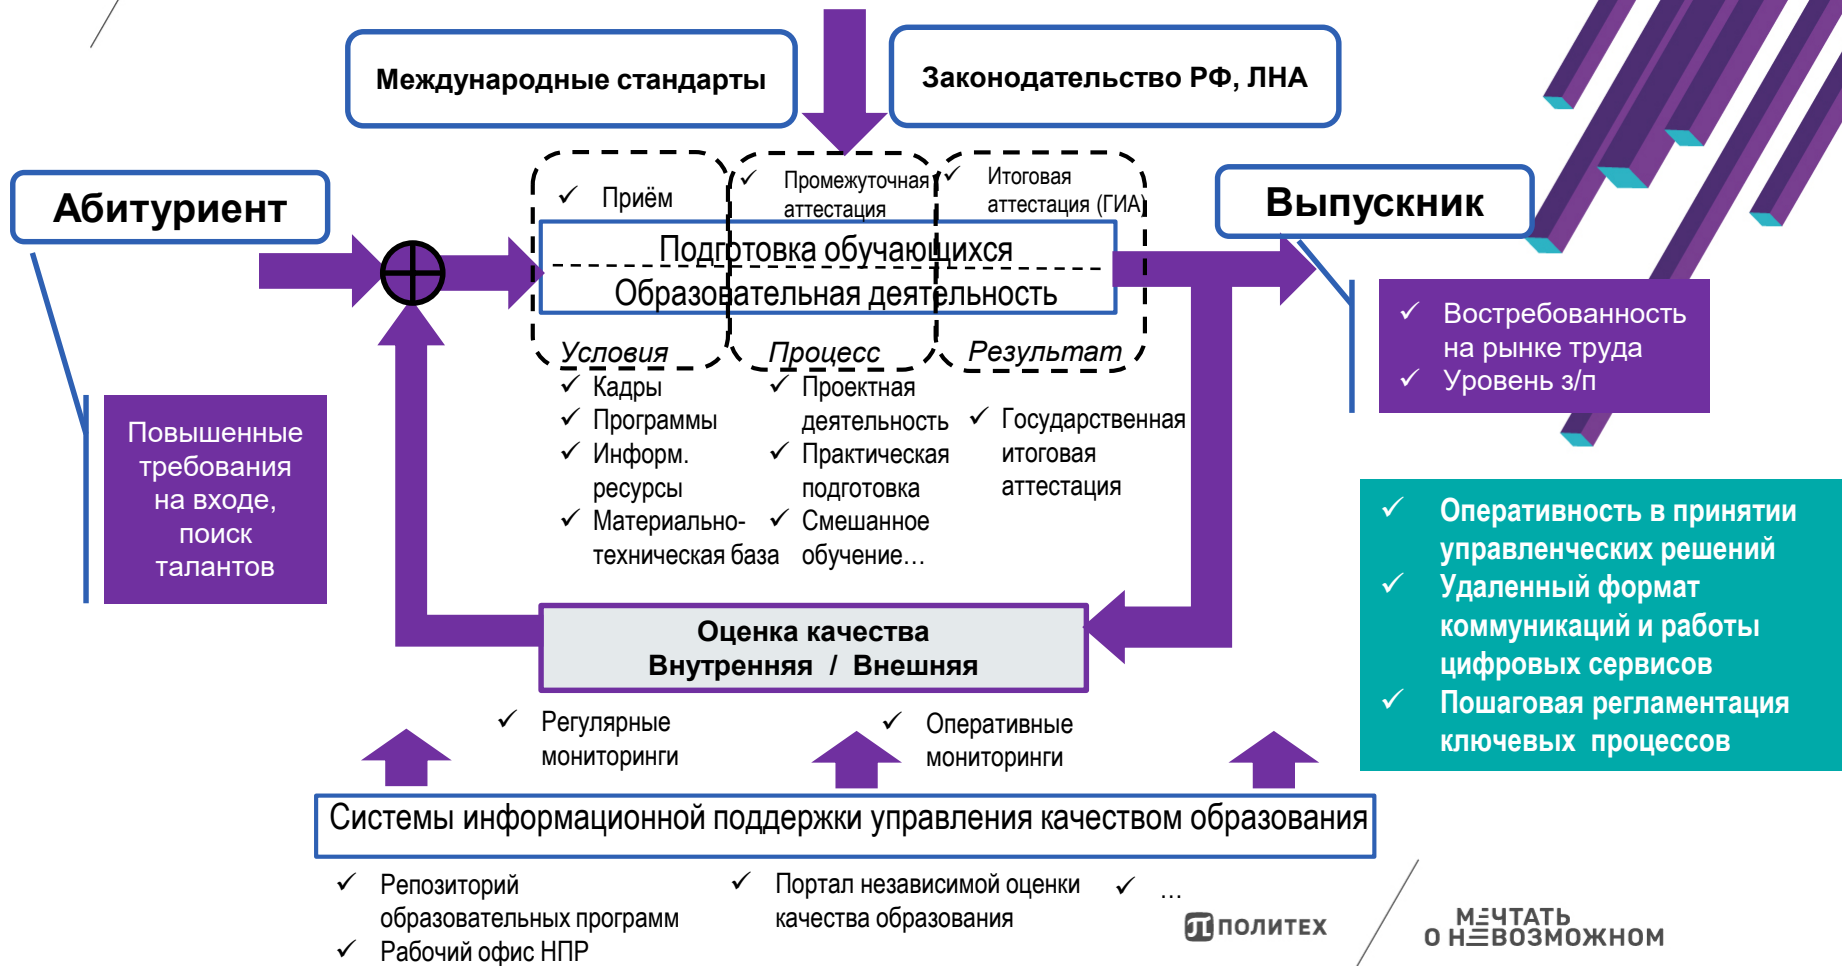 Международные стандарты
Законодательство РФ, ЛНА
Абитуриент
Выпускник
✓ Приём
✓ Промежуточная
аттестация
✓ Итоговая
аттестация (ГИА)
Подготовка обучающихся
Образовательная деятельность
Условия
Процесс
Результат
✓ Кадры
✓ Программы
✓ Информ.
ресурсы
✓ Материально-
техническая база
✓ Проектная
деятельность
✓ Практическая
подготовка
✓ Смешанное
обучение…
✓ Государственная
итоговая
аттестация
Повышенные
требования
на входе,
поиск
талантов
✓ Востребованность
на рынке труда
✓ Уровень з/п
✓ Оперативность в принятии
управленческих решений
✓ Удаленный формат
коммуникаций и работы
цифровых сервисов
✓ Пошаговая регламентация
ключевых процессов
Оценка качества
Внутренняя / Внешняя
✓ Регулярные
мониторинги
✓ Оперативные
мониторинги
Системы информационной поддержки управления качеством образования
✓ Репозиторий
образовательных программ
✓ Рабочий офис НПР
✓ Портал независимой оценки
качества образования
✓ …
ПОЛИТЕХ
МЕЧТАТЬ
О НЕВОЗМОЖНОМ